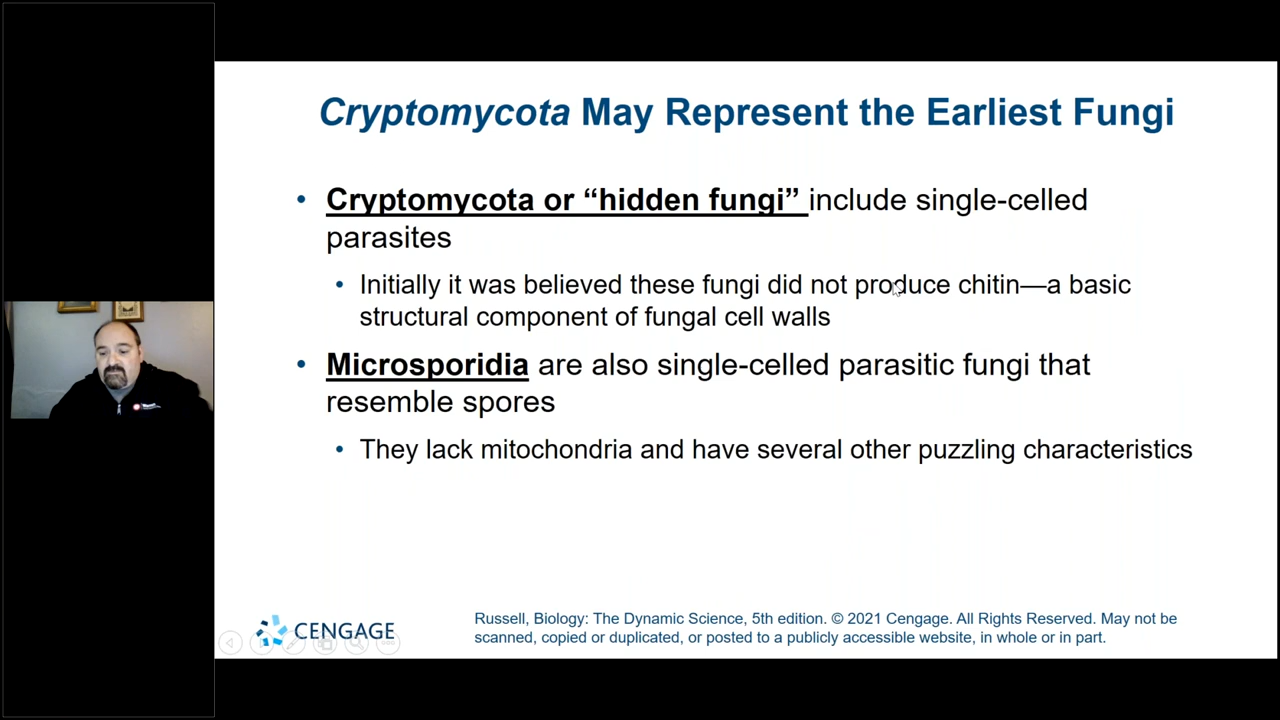 Cryptomycota May Represent the Earliest Fungi
• Cryptomycota or “hidden fungi” include single-celled
parasites
• Initially it was believed these fungi did not produce chitin—a basic
structural component of fungal cell walls
• Microsporidia are also single-celled parasitic fungi that
resemble spores
• They lack mitochondria and have several other puzzling characteristics
CENGAGE
Russell, Biology: The Dynamic Science, 5th edition. © 2021 Cengage. All Rights Reserved. May not be
scanned, copied or duplicated, or posted to a publicly accessible website, in whole or in part.